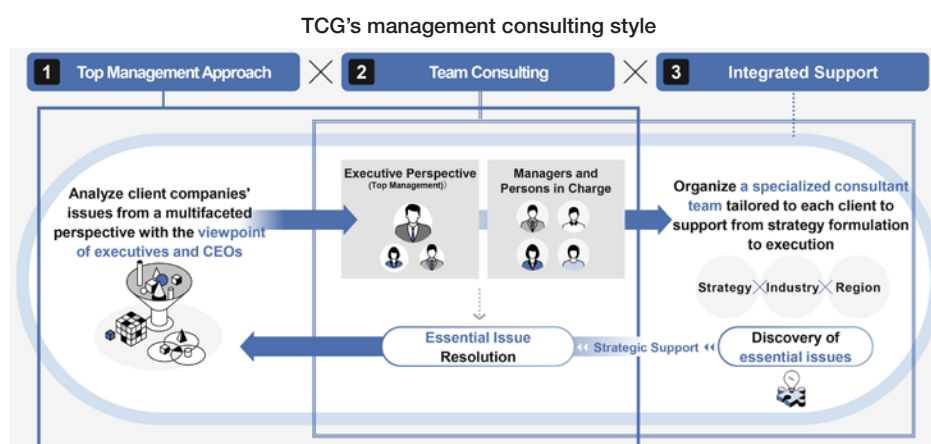 TCG's management consulting style
1 Top Management Approach
2 Team Consulting
3 Integrated Support
Analyze client companies'
issues from a multifaceted
perspective with the viewpoint
of executives and CEOs
Executive Perspective
(Top Management))
Managers and
Persons in Charge
Organize a specialized consultant
team tailored to each client to
support from strategy formulation
to execution
Strategy Industry Region
Essential Issue
Resolution
Strategic Support
Discovery of
essential issues